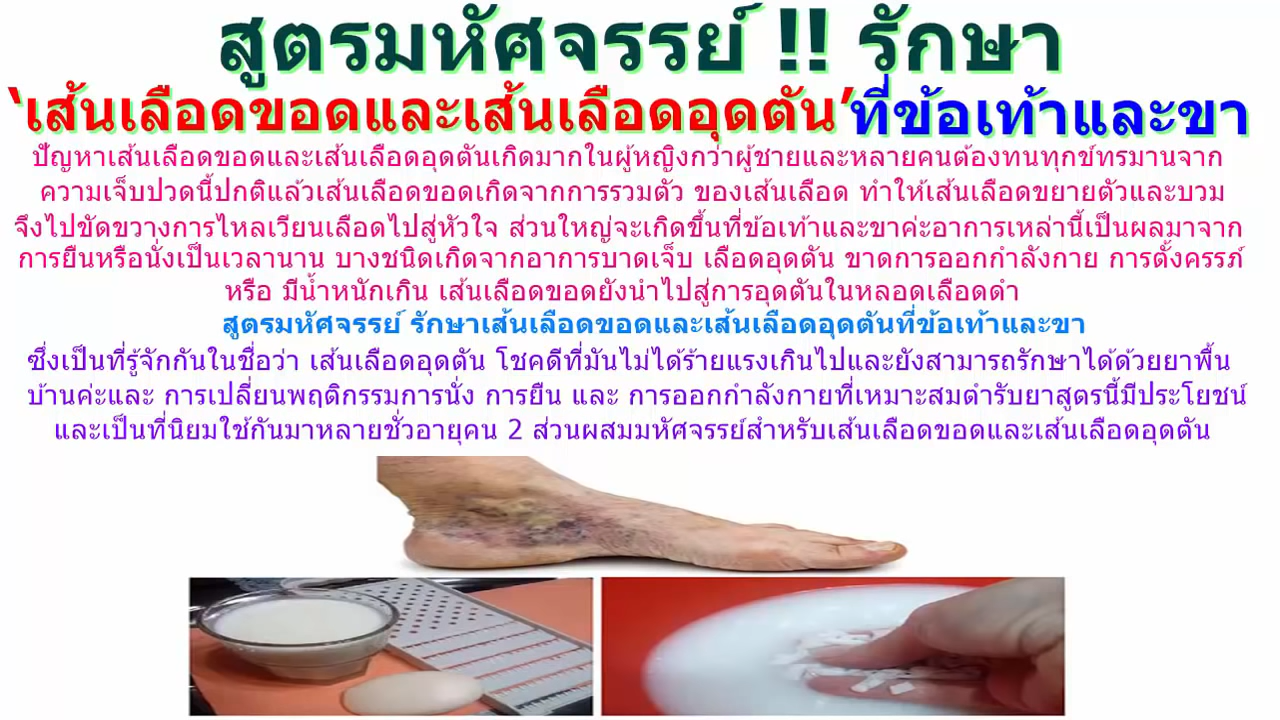 สูตรมหัศจรรย์ !! รักษา
‘เส้นเลือดขอดและเส้นเลือดอุดตัน’ที่ข้อเท้าและขา
ปัญหาเส้นเลือดขอดและเส้นเลือดอุดตันเกิดมากในผู้หญิงกว่าผู้ชายและหลายคนต้องทนทุกข์ทรมานจาก
ความเจ็บปวดนี้ปกติแล้วเส้นเลือดขอดเกิดจากการรวมตัว ของเส้นเลือด ทำให้เส้นเลือดขยายตัวและบวม
จึงไปขัดขวางการไหลเวียนเลือดไปสู่หัวใจ ส่วนใหญ่จะเกิดขึ้นที่ข้อเท้าและขาค่ะอาการเหล่านี้เป็นผลมาจาก
การยืนหรือนั่งเป็นเวลานาน บางชนิดเกิดจากอาการบาดเจ็บ เลือดอุดตัน ขาดการออกกำลังกาย การตั้งครรภ์
หรือ มีน้ำหนักเกิน เส้นเลือดขอดยังนำไปสู่การอุดตันในหลอดเลือดดำ
สูตรมหัศจรรย์ รักษาเส้นเลือดขอดและเส้นเลือดอุดตันที่ข้อเท้าและขา
ซึ่งเป็นที่รู้จักกันในชื่อว่า เส้นเลือดอุดตัน โชคดีที่มันไม่ได้ร้ายแรงเกินไปและยังสามารถรักษาได้ด้วยยาพื้น
บ้านค่ะและ การเปลี่ยนพฤติกรรมการนั่ง การยืน และ การออกกำลังกายที่เหมาะสมดำรับยาสูตรนี้มีประโยชน์
และเป็นที่นิยมใช้กันมาหลายชั่วอายุคน 2 ส่วนผสมมหัศจรรย์สำหรับเส้นเลือดขอดและเส้นเลือดอุดตัน